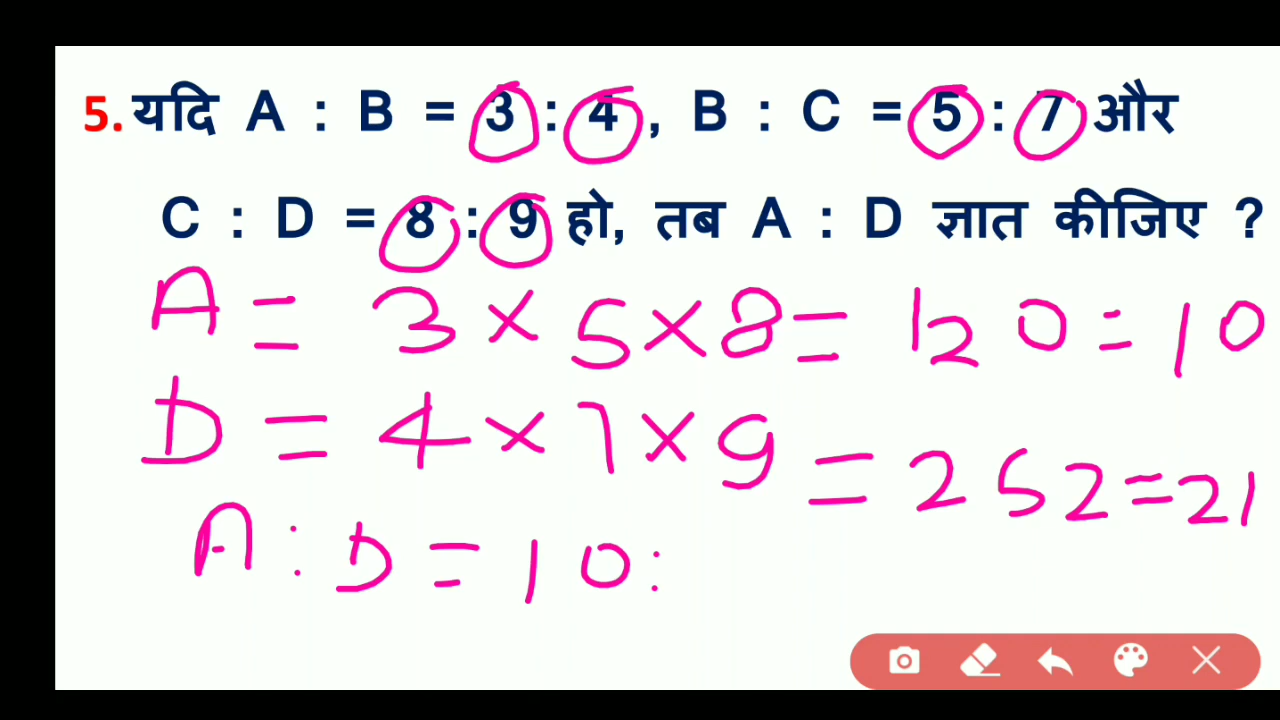 5. यदि A : B = 3 : 4 , B : C = 5 : 7 और
C : D = 8 : 9 हो, तब A : D ज्ञात कीजिए ?
A = 3 × 5 × 8 = 120 = 10
D = 4 × 7 × 9 = 252 = 21
A : D = 10 :